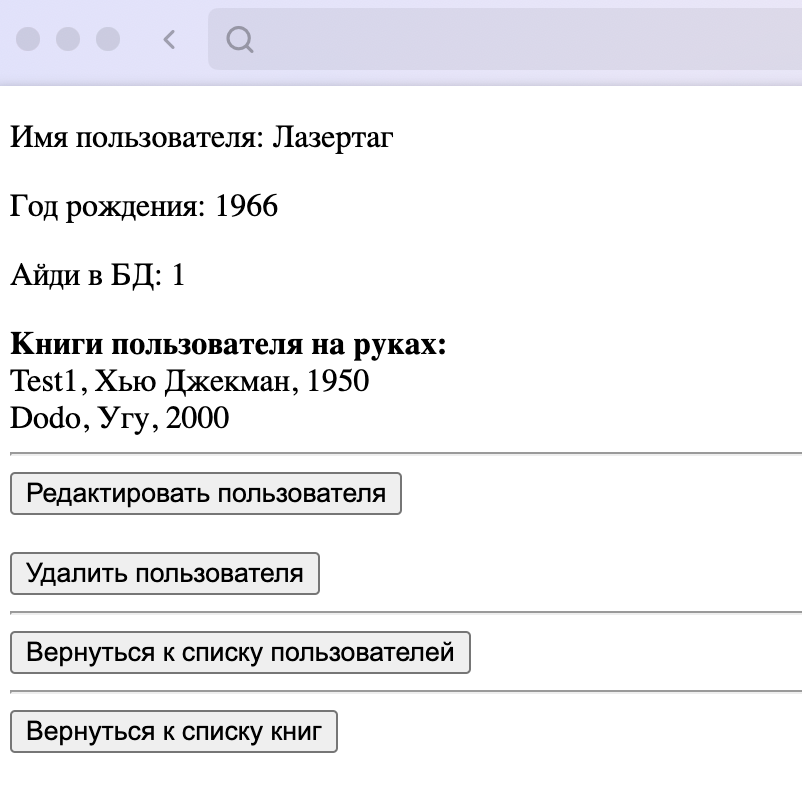 Имя пользователя: Лазертаг
Год рождения: 1966
Айди в БД: 1
Книги пользователя на руках:
Test1, Хью Джекман, 1950
Dodo, Угу, 2000
Редактировать пользователя
Удалить пользователя
Вернуться к списку пользователей
Вернуться к списку книг